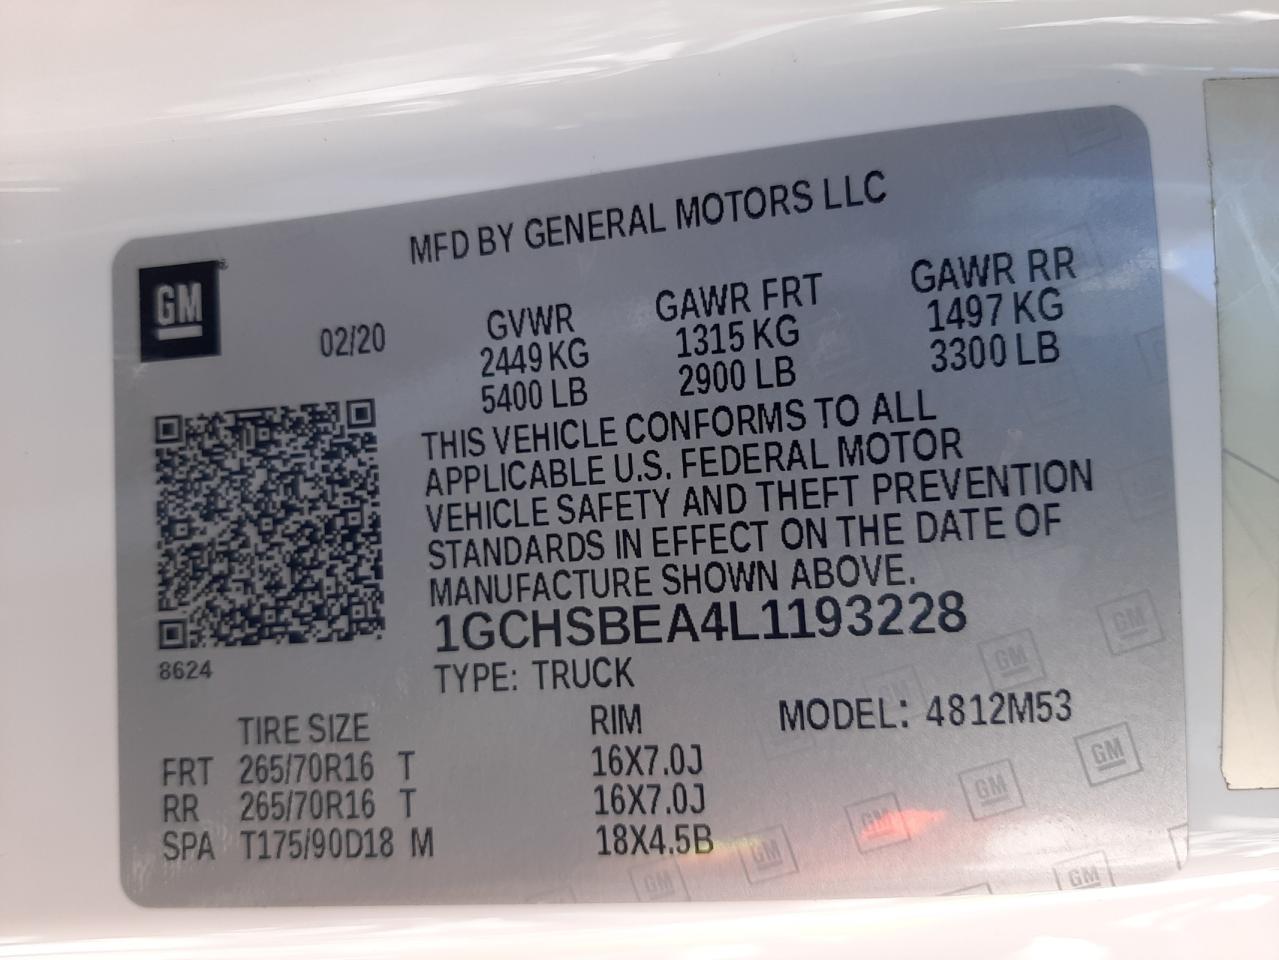 MFD BY GENERAL MOTORS LLC
GM
02/20
GVWR GAWR FRT GAWR RR
2449 KG 1315 KG 1497 KG
5400 LB 2900 LB 3300 LB
THIS VEHICLE CONFORMS TO ALL
APPLICABLE U.S. FEDERAL MOTOR
VEHICLE SAFETY AND THEFT PREVENTION
STANDARDS IN EFFECT ON THE DATE OF
MANUFACTURE SHOWN ABOVE.
1GCHSBEA4L1193228
8624
TYPE: TRUCK
TIRE SIZE RIM MODEL: 4812M53
FRT 265/70R16 T 16X7.0J
RR 265/70R16 T 16X7.0J
SPA T175/90D18 M 18X4.5B